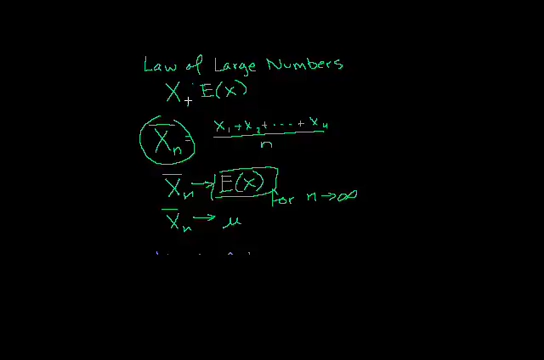 Law of Large Numbers
X E(x)
X̄ₙ = x₁ + x₂ + ... + xₙ / n
X̄ₙ → E(x) for n → ∞
X̄ₙ → μ